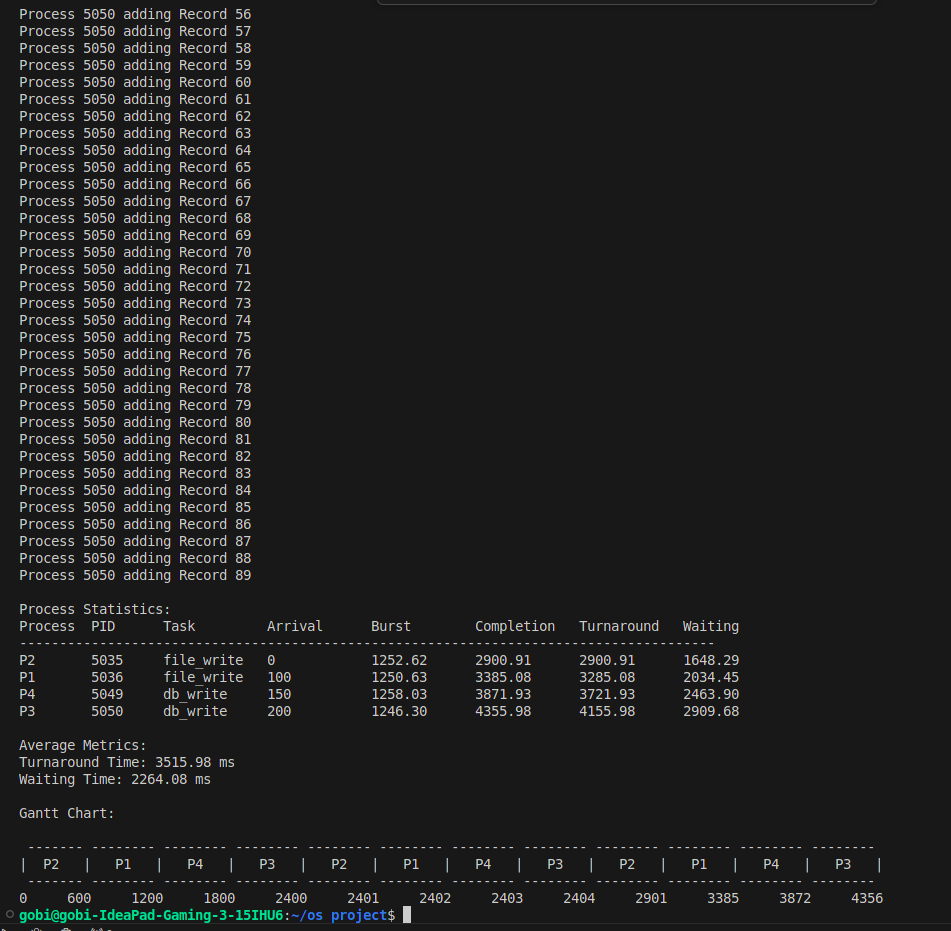 Process 5050 adding Record 56
Process 5050 adding Record 57
Process 5050 adding Record 58
Process 5050 adding Record 59
Process 5050 adding Record 60
Process 5050 adding Record 61
Process 5050 adding Record 62
Process 5050 adding Record 63
Process 5050 adding Record 64
Process 5050 adding Record 65
Process 5050 adding Record 66
Process 5050 adding Record 67
Process 5050 adding Record 68
Process 5050 adding Record 69
Process 5050 adding Record 70
Process 5050 adding Record 71
Process 5050 adding Record 72
Process 5050 adding Record 73
Process 5050 adding Record 74
Process 5050 adding Record 75
Process 5050 adding Record 76
Process 5050 adding Record 77
Process 5050 adding Record 78
Process 5050 adding Record 79
Process 5050 adding Record 80
Process 5050 adding Record 81
Process 5050 adding Record 82
Process 5050 adding Record 83
Process 5050 adding Record 84
Process 5050 adding Record 85
Process 5050 adding Record 86
Process 5050 adding Record 87
Process 5050 adding Record 88
Process 5050 adding Record 89
Process Statistics:
Process PID Task Arrival Burst Completion Turnaround Waiting
------------------------------------------------------------------------------------------
P2 5035 file_write 0 1252.62 2900.91 2900.91 1648.29
P1 5036 file_write 100 1250.63 3385.08 3285.08 2034.45
P4 5049 db_write 150 1258.03 3871.93 3721.93 2463.90
P3 5050 db_write 200 1246.30 4355.98 4155.98 2909.68
Average Metrics:
Turnaround Time: 3515.98 ms
Waiting Time: 2264.08 ms
Gantt Chart:
------- -------- -------- -------- -------- -------- -------- -------- -------- -------- -------- --------
| P2 | P1 | P4 | P3 | P2 | P1 | P4 | P3 | P2 | P1 | P4 | P3 |
------- -------- -------- -------- -------- -------- -------- -------- -------- -------- -------- --------
0 600 1200 1800 2400 2401 2402 2403 2404 2901 3385 3872 4356
gobi@gobi-IdeaPad-Gaming-3-15IHU6:~/os project$